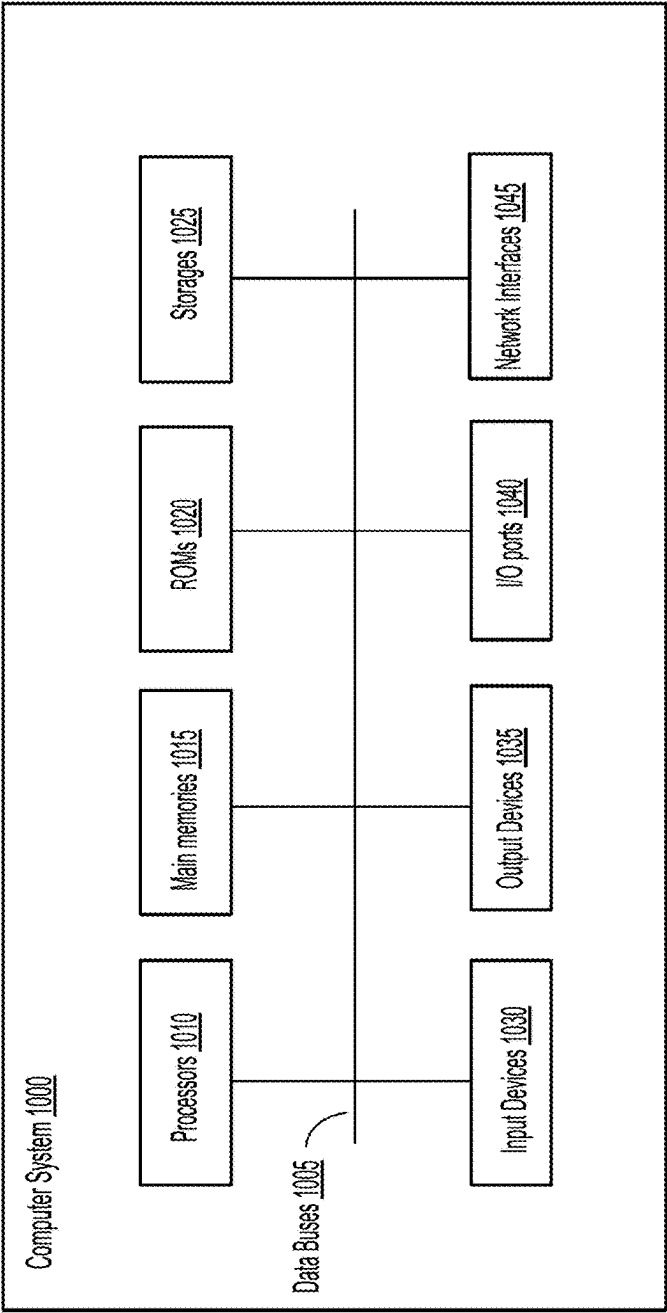 Computer System 1000
Processors 1010
Main memories 1015
ROMs 1020
Storages 1025
Data Buses 1005
Input Devices 1030
Output Devices 1035
I/O ports 1040
Network Interfaces 1045